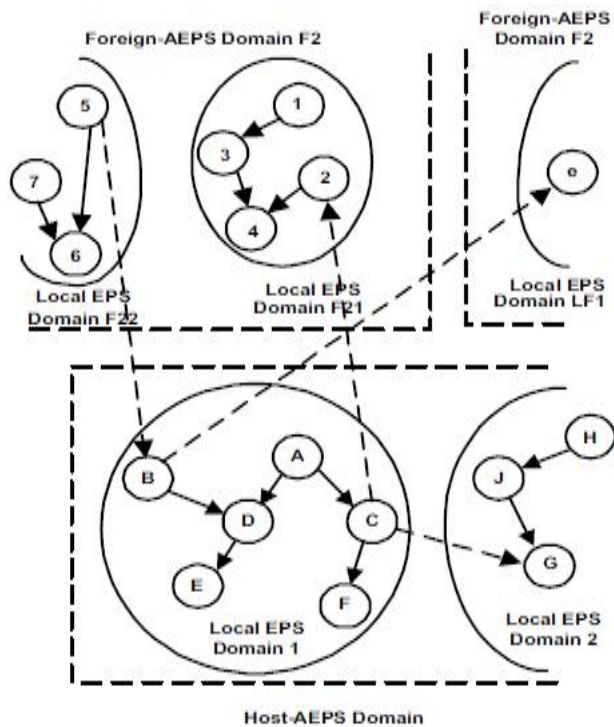 Foreign-AEPS Domain F2
Foreign-AEPS
Domain F2
5
1
3
7
2
e
4
6
Local EPS
Domain F22
Local EPS
Domain F21
Local EPS
Domain LF1
H
A
B
J
D
C
G
E
F
Local EPS
Domain 1
Local EPS
Domain 2
Host-AEPS Domain